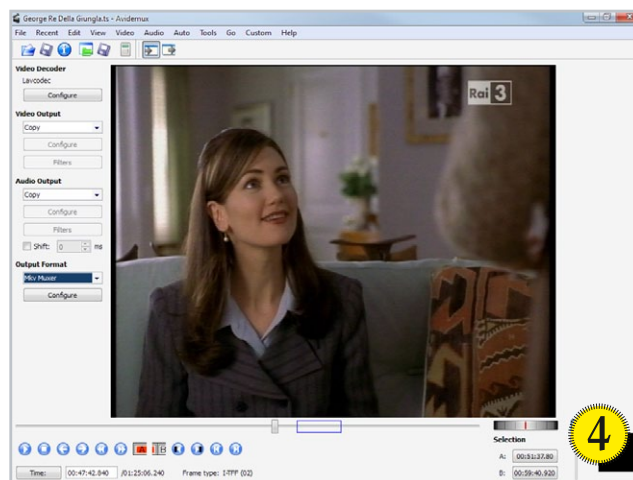 George Re Della Giungla.ts - Avidemux
File Recent Edit View Video Audio Auto Tools Go Custom Help
Video Decoder
Lavcodec
Configure
Video Output
Copy
Configure
Filters
Audio Output
Copy
Configure
Filters
Shift: 0 ms
Output Format
Mkv Muxer
Configure
Rai 3
A B
Selection
A: 00:51:37.80
B: 00:59:40.920
Time: 00:47:42.840 /01:25:06.240 Frame type: I-TFF (02)
4